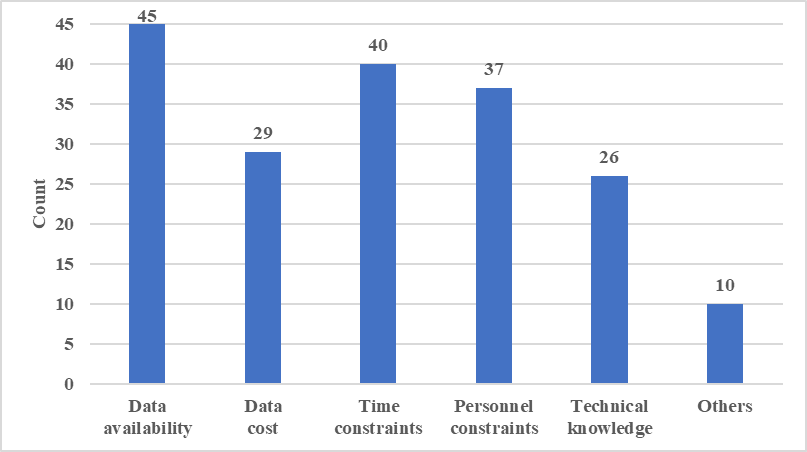 45
40
35
30
25
20
15
10
5
0
Count
45
29
40
37
26
10
Data
availability
Data
cost
Time
constraints
Personnel
constraints
Technical
knowledge
Others